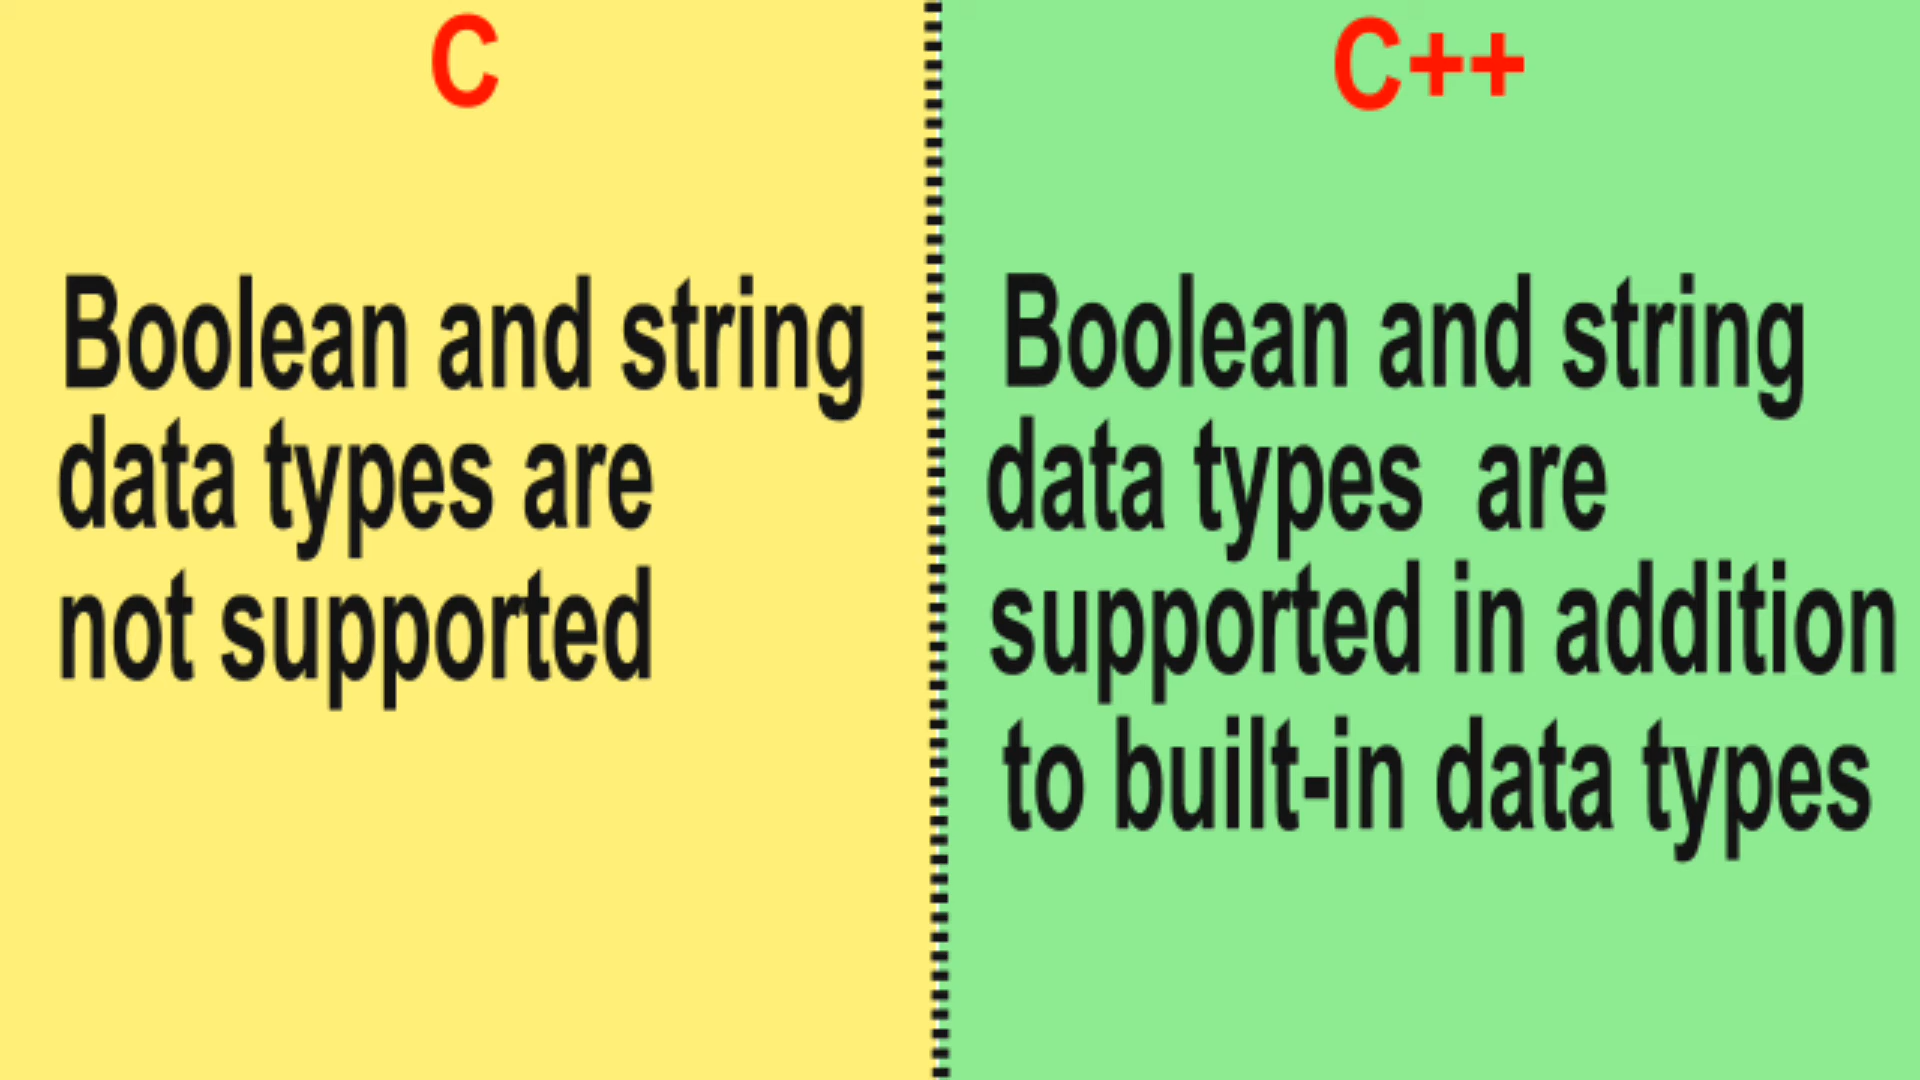 C
Boolean and string
data types are
not supported
C++
Boolean and string
data types are
supported in addition
to built-in data types